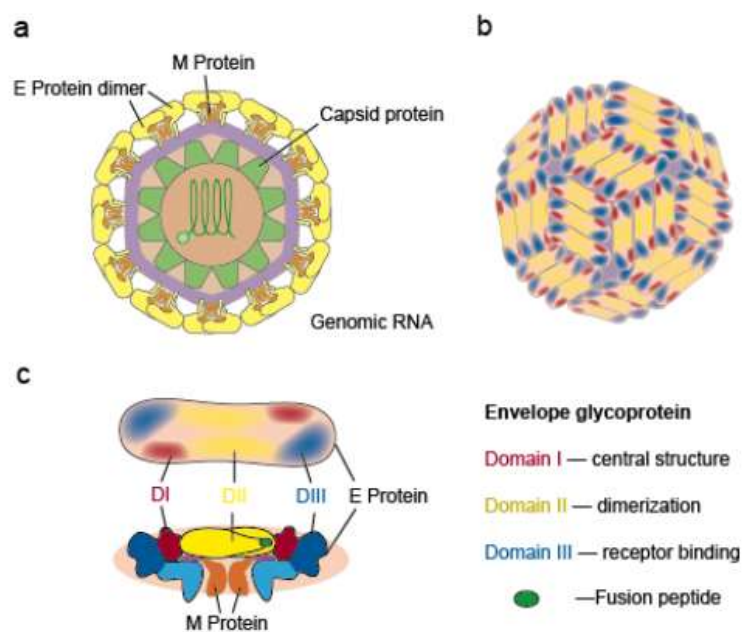 a
M Protein
E Protein dimer
Capsid protein
Genomic RNA
b
c
DI
DII
DIII
E Protein
M Protein
Envelope glycoprotein
Domain I — central structure
Domain II — dimerization
Domain III — receptor binding
—Fusion peptide